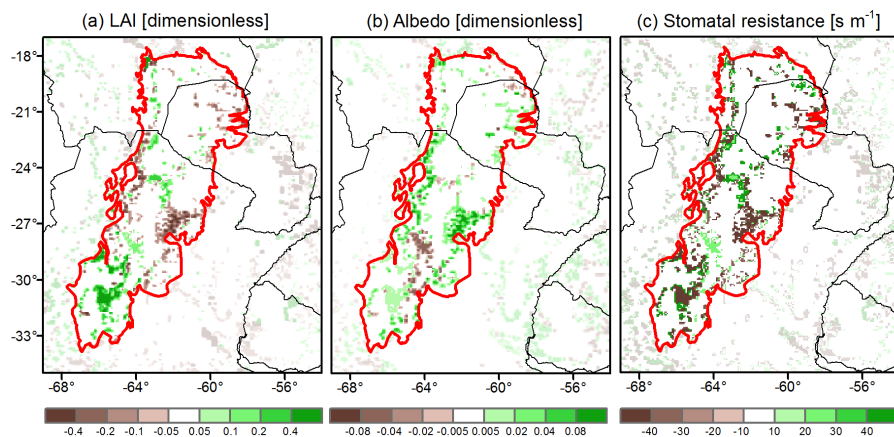 (a) LAI [dimensionless] (b) Albedo [dimensionless] (c) Stomatal resistance [s m⁻¹]
-18°
-21°
-24°
-27°
-30°
-33°
-68° -64° -60° -56° -68° -64° -60° -56° -68° -64° -60° -56°
-0.4 -0.2 -0.1 -0.05 0.05 0.1 0.2 0.4 -0.08 -0.04 -0.02 -0.005 0.005 0.02 0.04 0.08 -40 -30 -20 -10 10 20 30 40